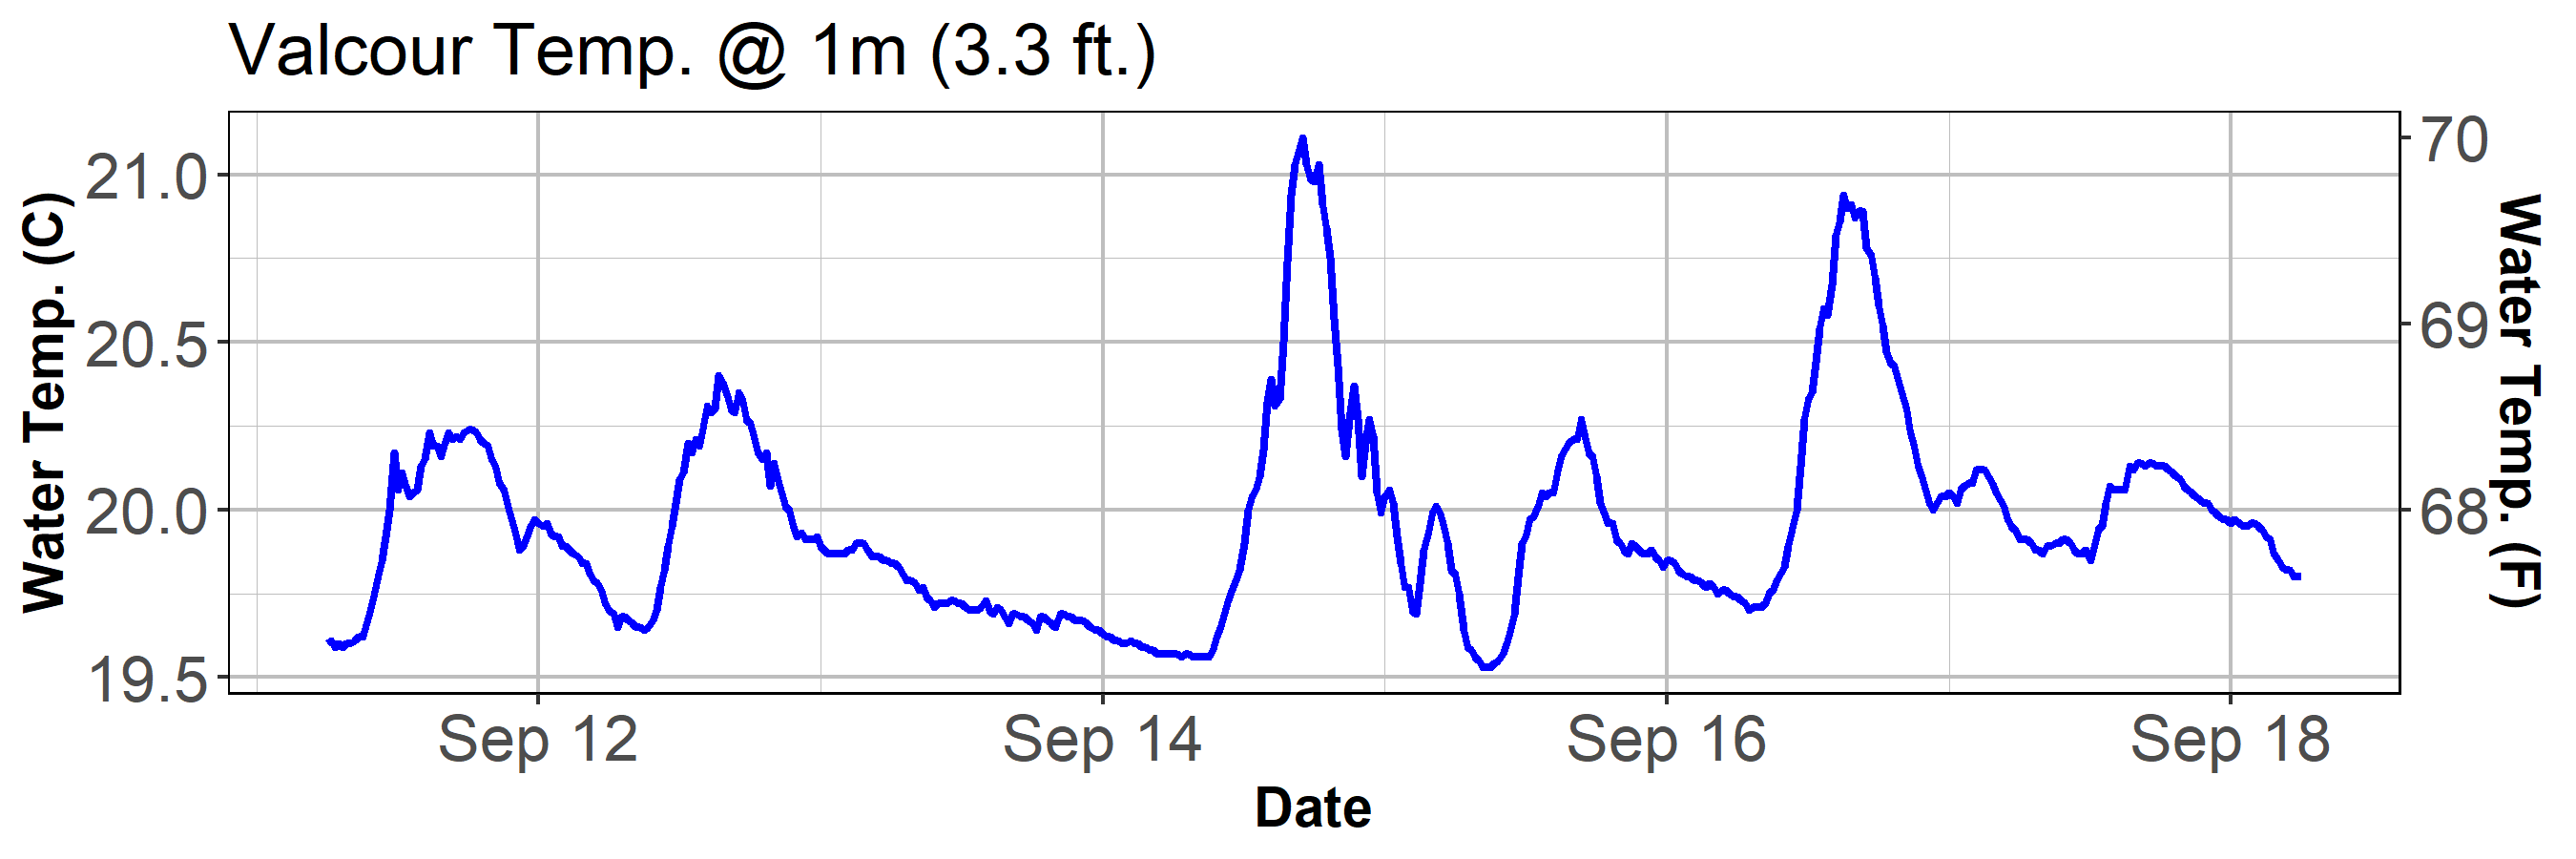 Valcour Temp. @ 1m (3.3 ft.)
Water Temp. (C)
21.0
20.5
20.0
19.5
70
69
68
Water Temp. (F)
Sep 12
Sep 14
Sep 16
Sep 18
Date